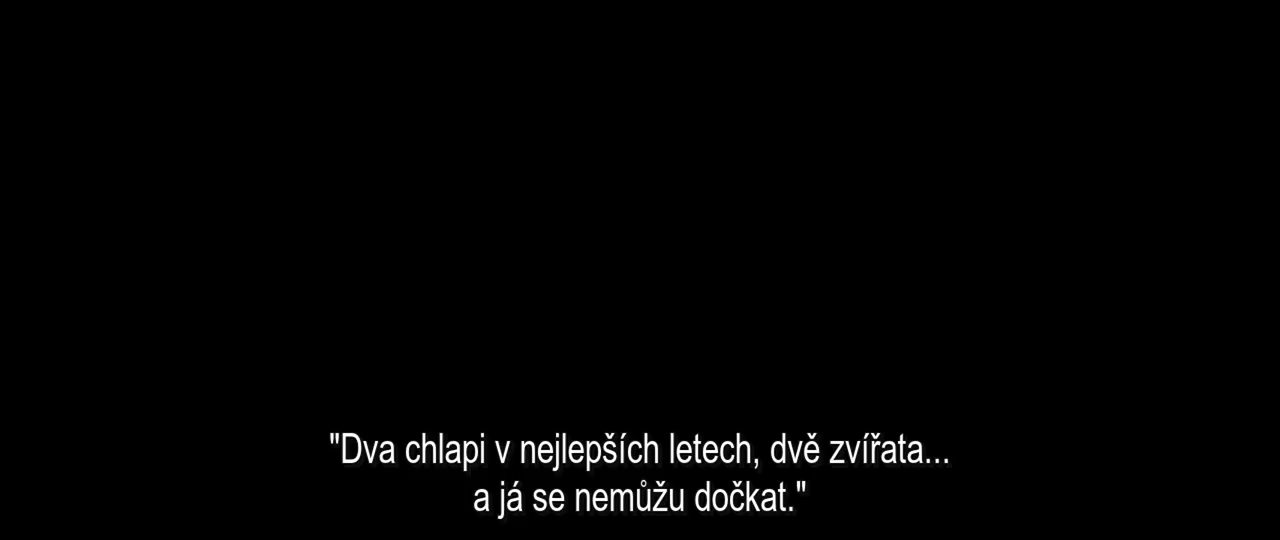 "Dva chlapi v nejlepších letech, dvě zvířata...
a já se nemůžu dočkat."